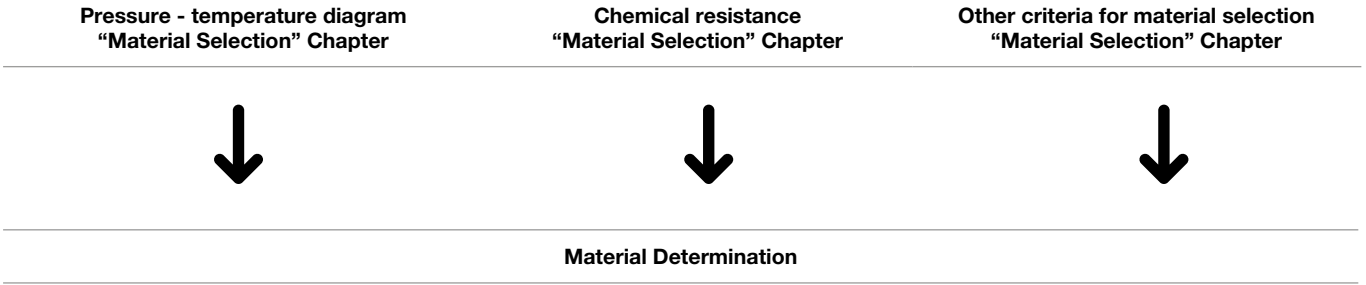 Pressure - temperature diagram
“Material Selection” Chapter
Chemical resistance
“Material Selection” Chapter
Other criteria for material selection
“Material Selection” Chapter
Material Determination